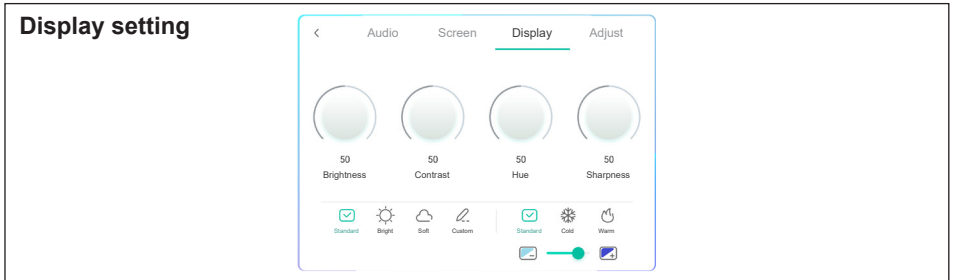 Display setting
Audio Screen Display Adjust
50 50 50 50
Brightness Contrast Hue Sharpness
Standard Bright Soft Custom Standard Cold Warm